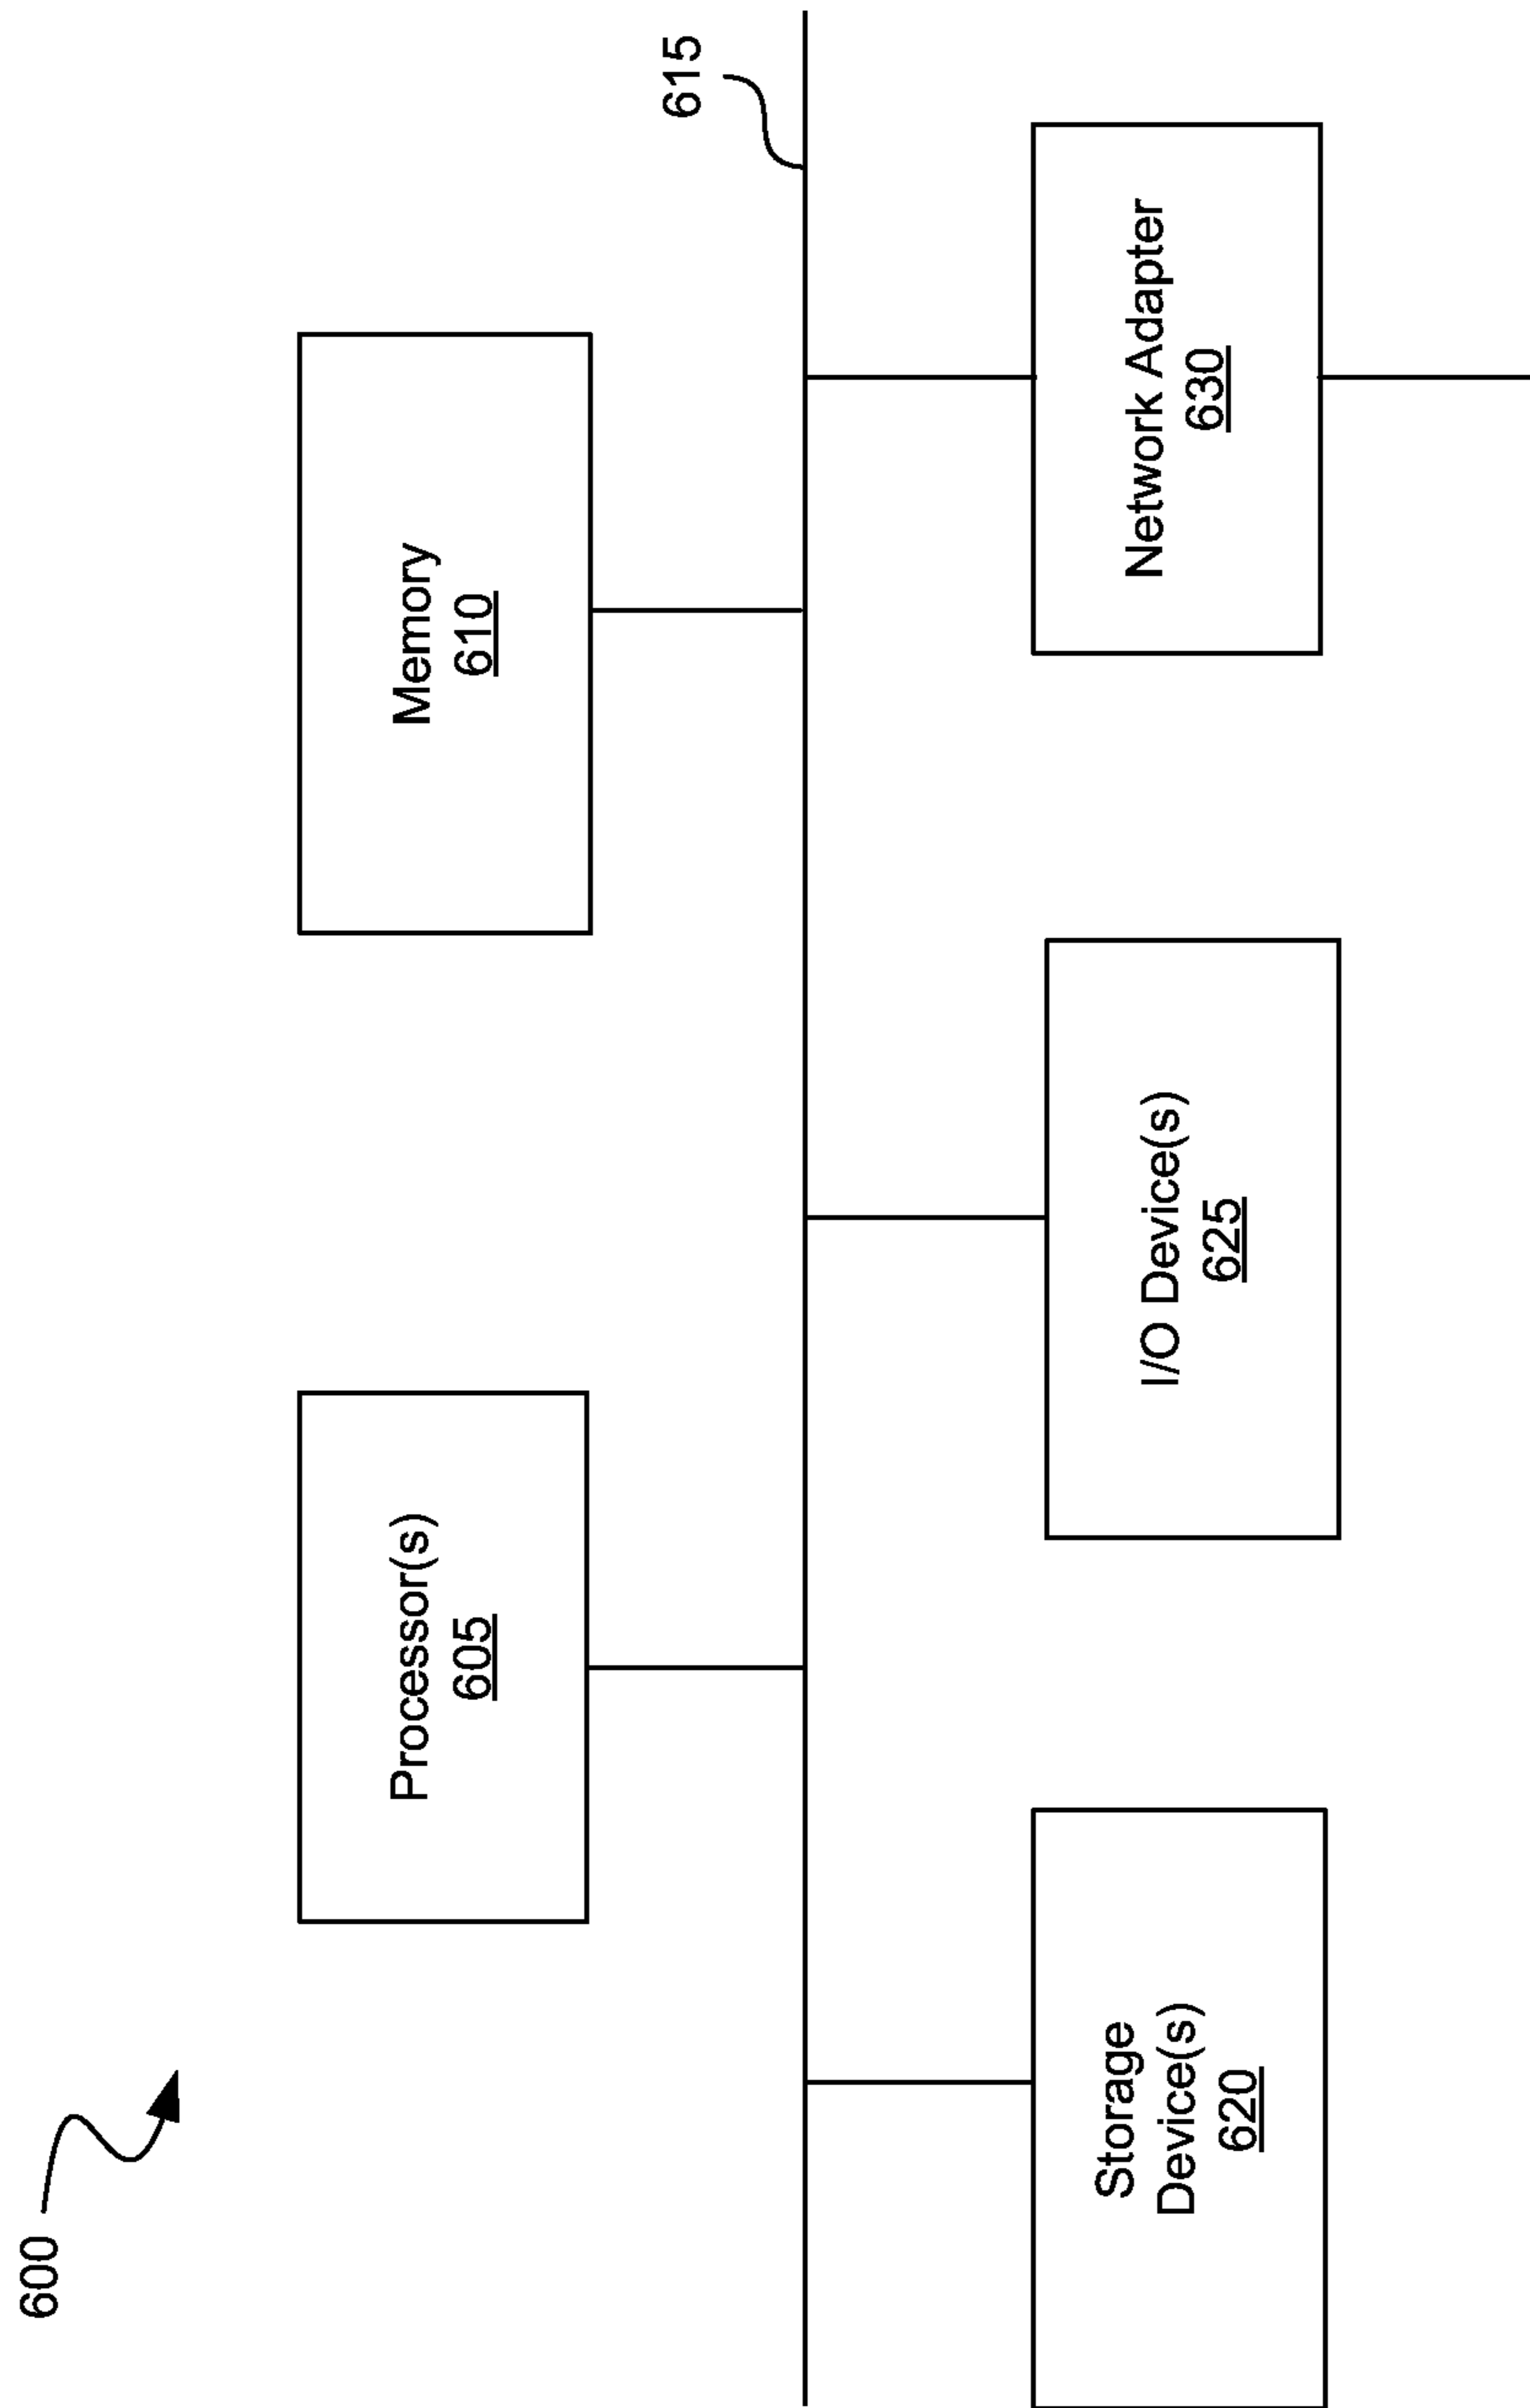 600
Processor(s)
605
Memory
610
615
Storage
Device(s)
620
I/O Device(s)
625
Network Adapter
630